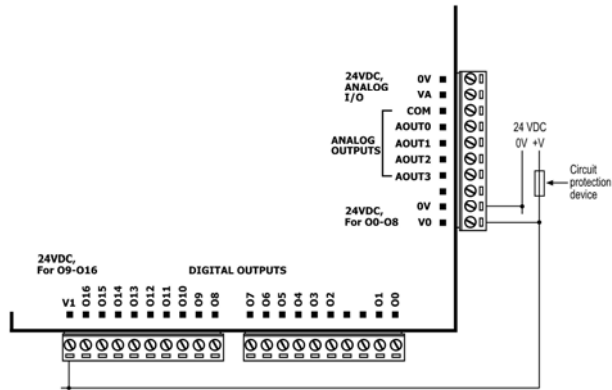 24VDC,
ANALOG
I/O
0V
VA
COM
AOUT0
AOUT1
AOUT2
AOUT3
ANALOG
OUTPUTS
24 VDC
0V +V
Circuit
protection
device
0V
V0
24VDC,
For O0-O8
24VDC,
For O9-O16
DIGITAL OUTPUTS
V1
O16
O15
O14
O13
O12
O11
O10
O9
O8
O7
O6
O5
O4
O3
O2
O1
O0